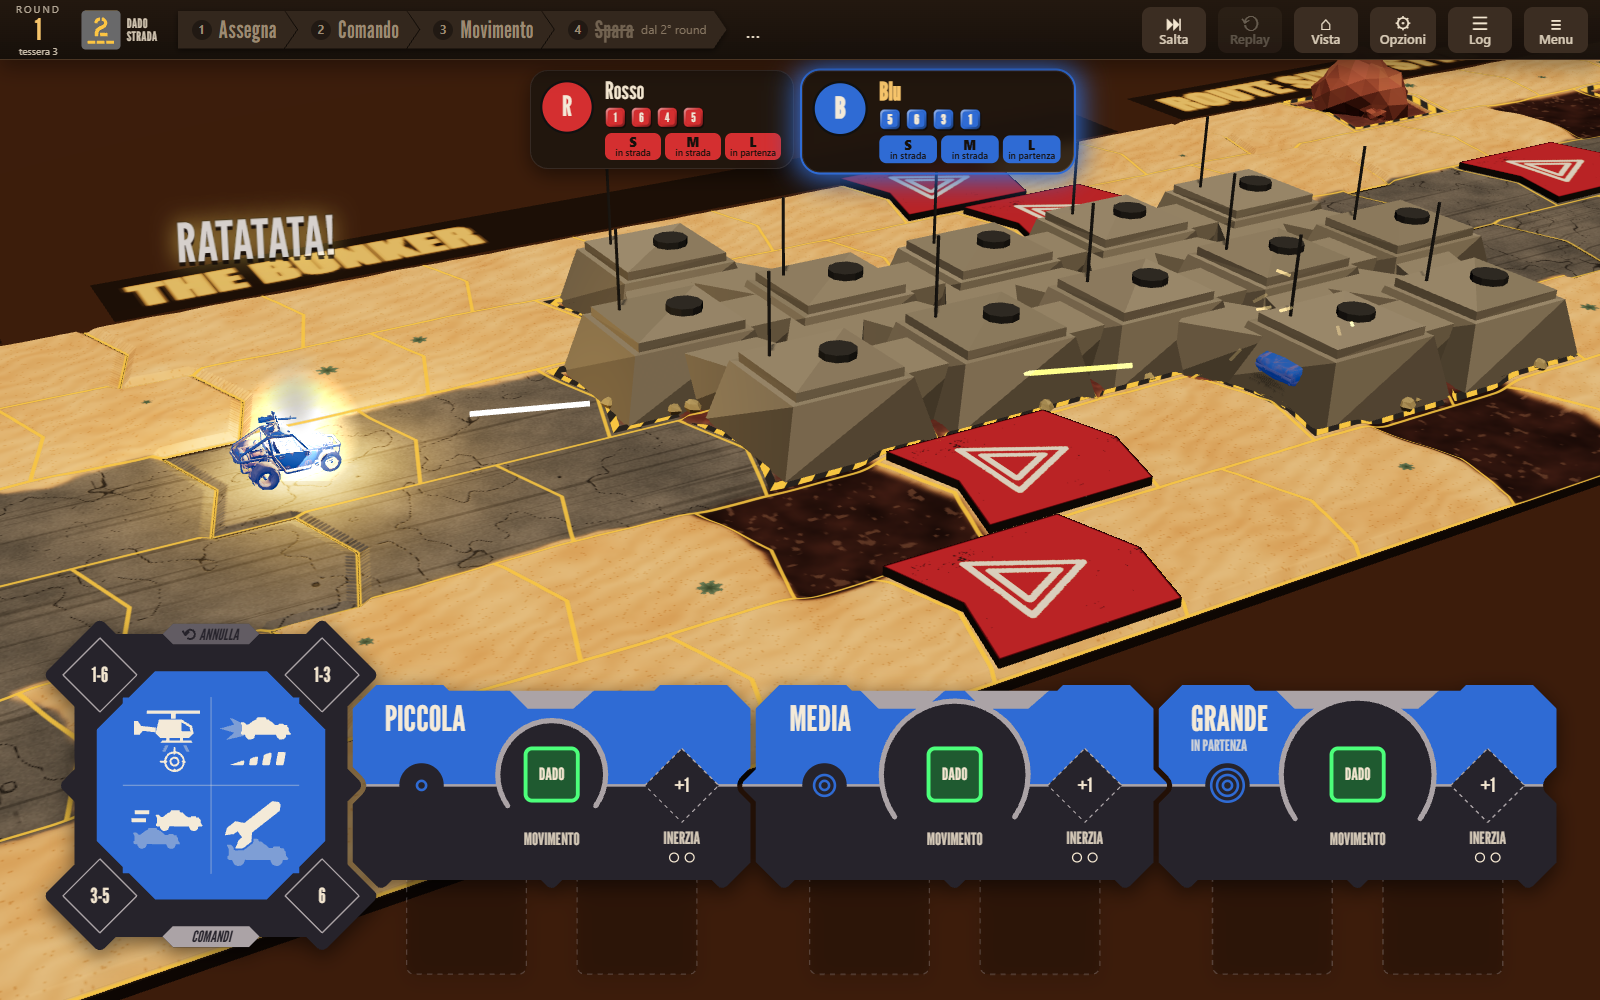 ROUND
1
tessera 3
2
DADO
STRADA
1 Assegna
2 Comando
3 Movimento
4 Sparo dal 2° round
...
Salta
Replay
Vista
Opzioni
Log
Menu
R
Rosso
1 6 4 5
S
in strada
M
in strada
L
in partenza
B
Blu
5 6 3 1
S
in strada
M
in strada
L
in partenza
RATATATA!
THE BUNKER
ANNULLA
1-6
1-3
3-5
6
COMANDI
PICCOLA
DADO
MOVIMENTO
+1
INERZIA
MEDIA
DADO
MOVIMENTO
+1
INERZIA
GRANDE
IN PARTENZA
DADO
MOVIMENTO
+1
INERZIA